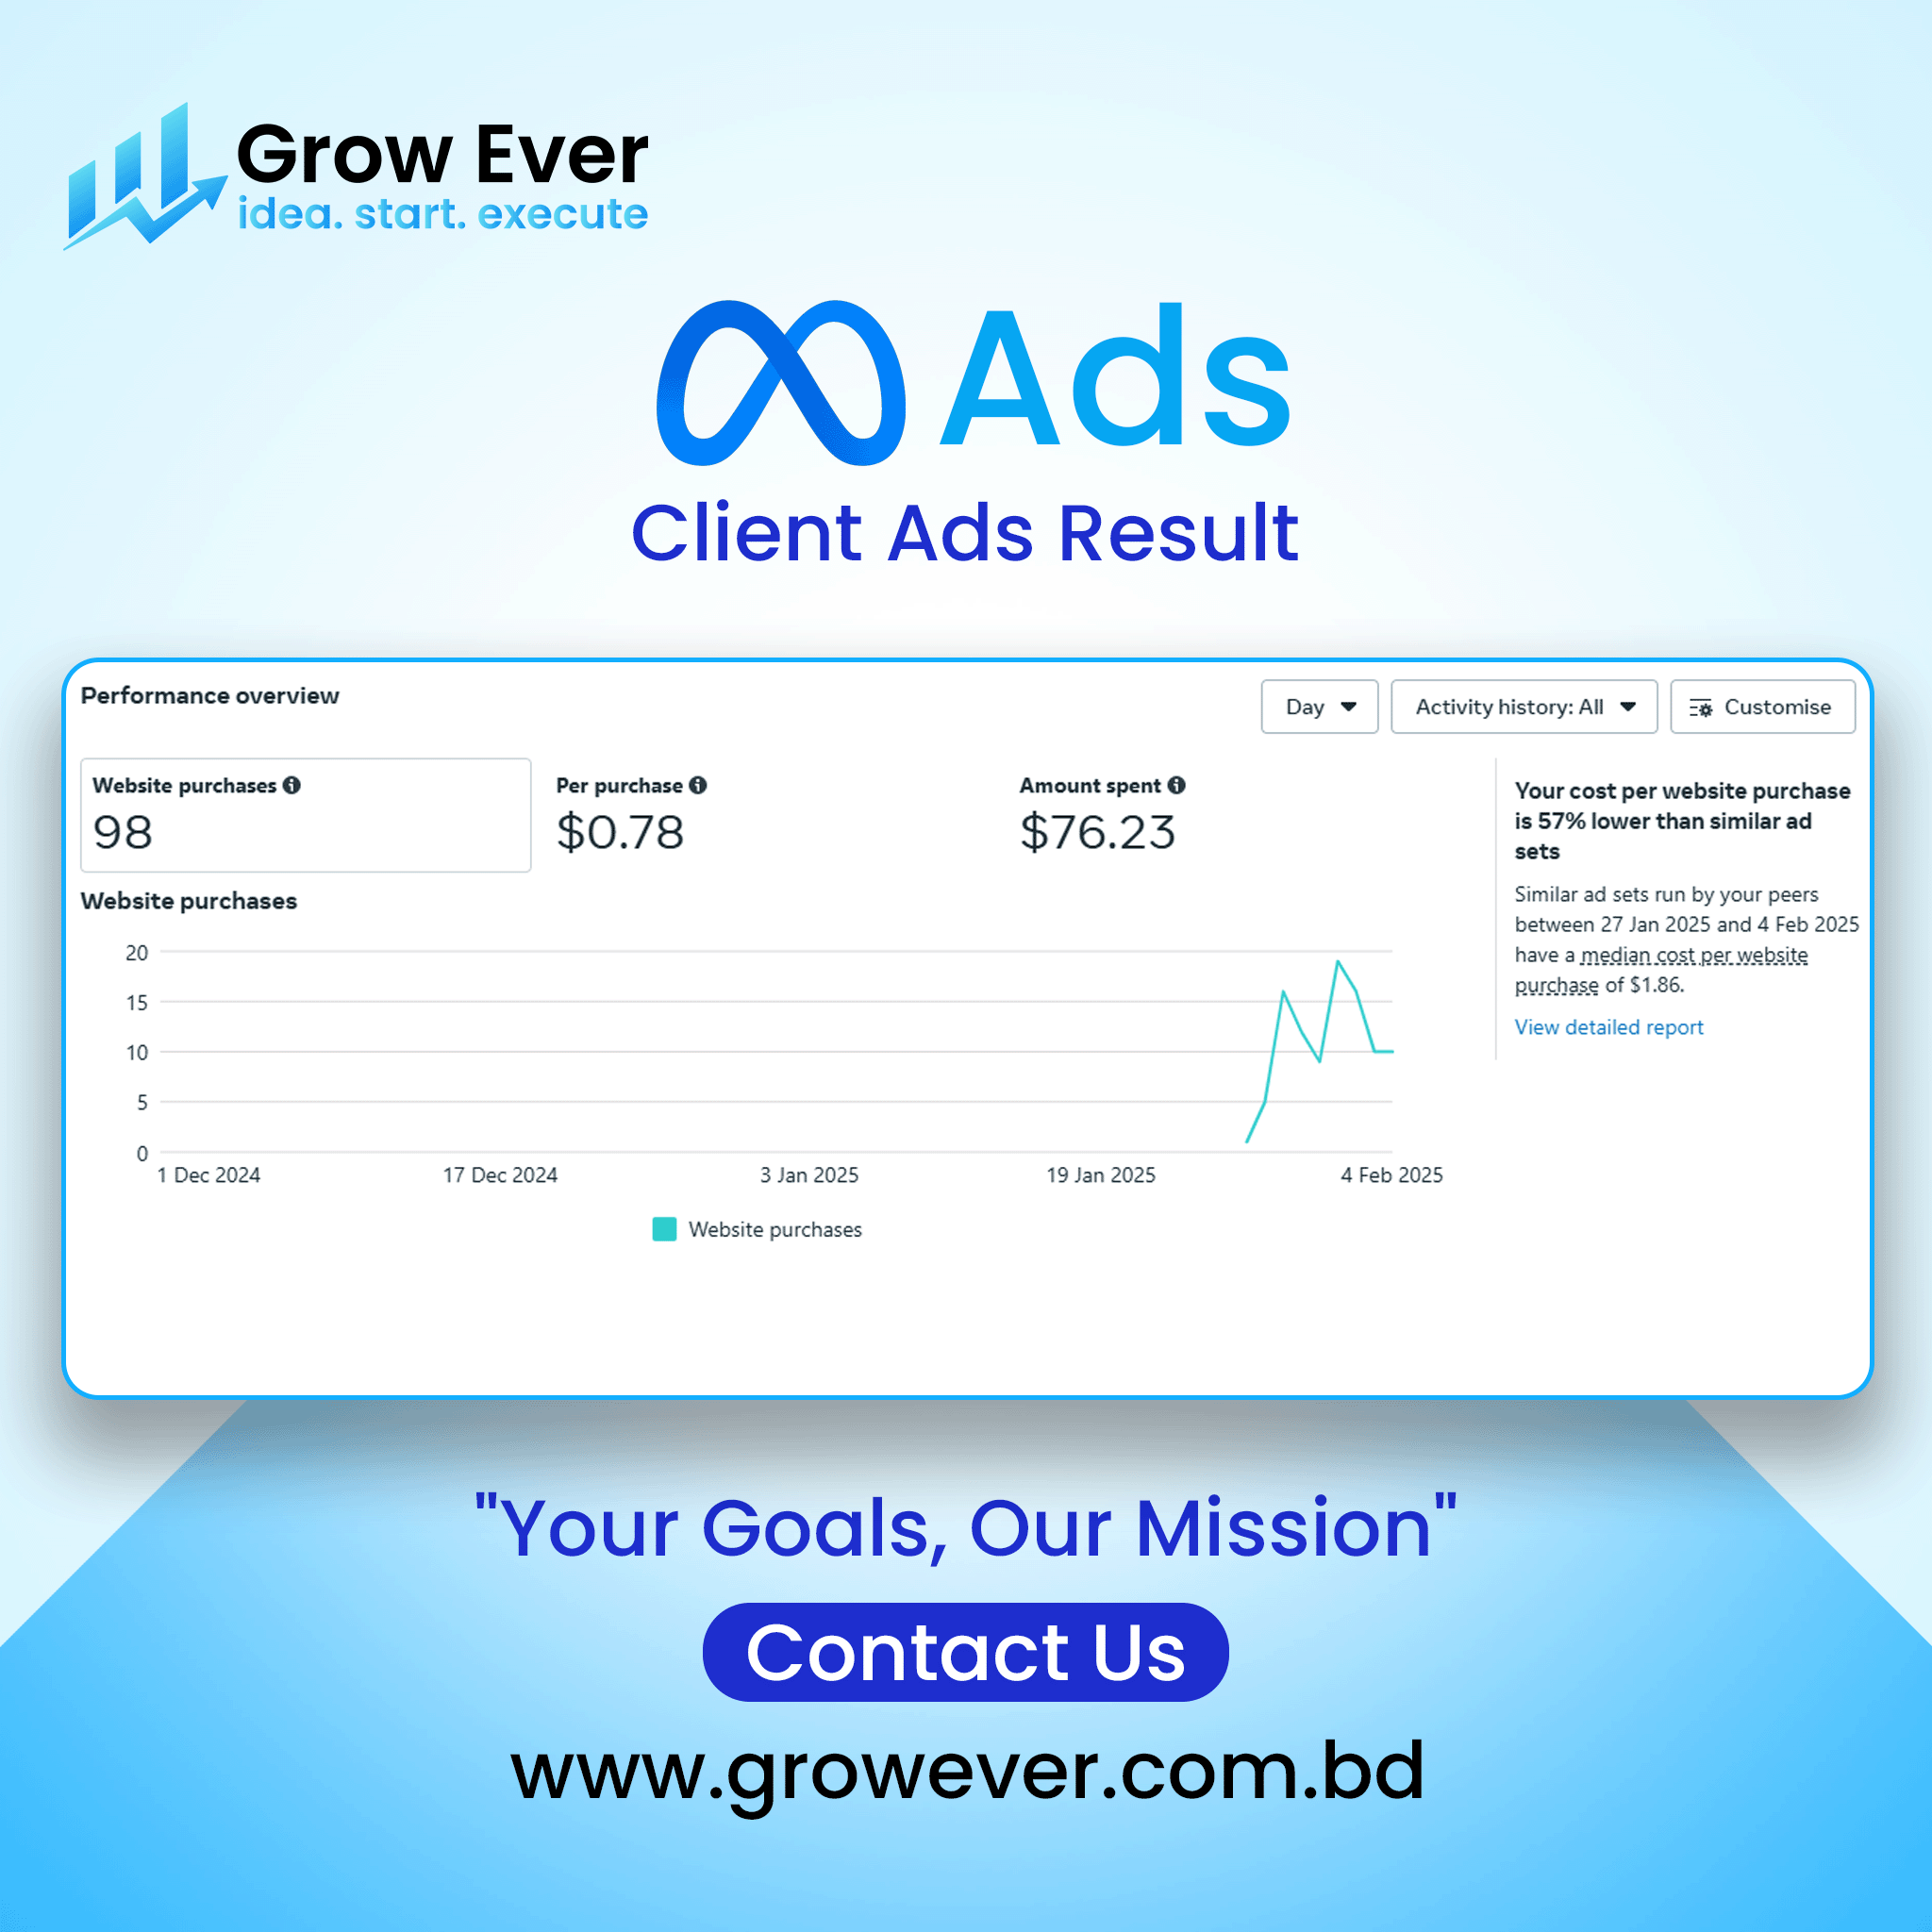 Grow Ever
idea. start. execute
Ads
Client Ads Result
Performance overview
Day
Activity history: All
Customise
Website purchases
98
Per purchase
$0.78
Amount spent
$76.23
Your cost per website purchase
is 57% lower than similar ad
sets
Similar ad sets run by your peers
between 27 Jan 2025 and 4 Feb 2025
have a median cost per website
purchase of $1.86.
View detailed report
Website purchases
20
15
10
5
0
1 Dec 2024
17 Dec 2024
3 Jan 2025
19 Jan 2025
4 Feb 2025
Website purchases
"Your Goals, Our Mission"
Contact Us
www.growever.com.bd